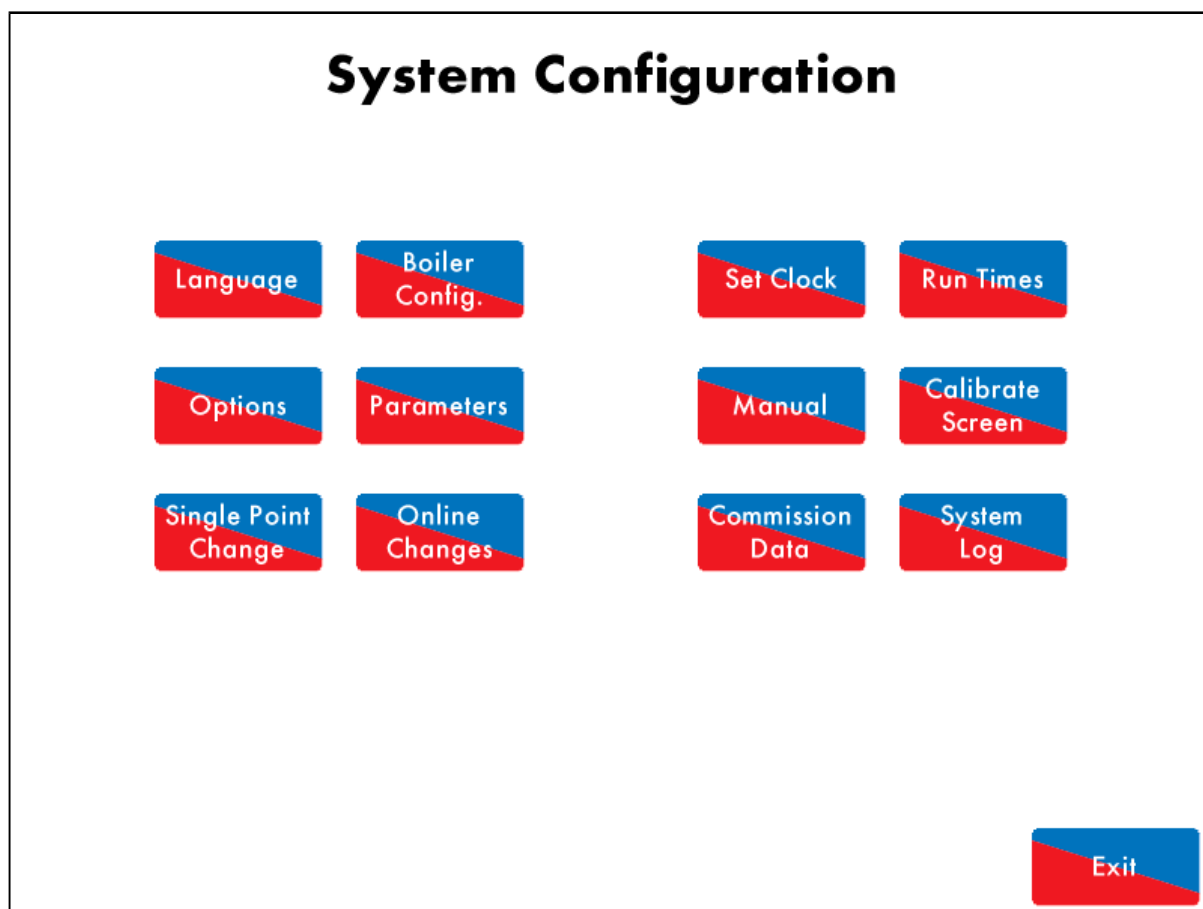 System Configuration
Language
Boiler
Config.
Set Clock
Run Times
Options
Parameters
Manual
Calibrate
Screen
Single Point
Change
Online
Changes
Commission
Data
System
Log
Exit